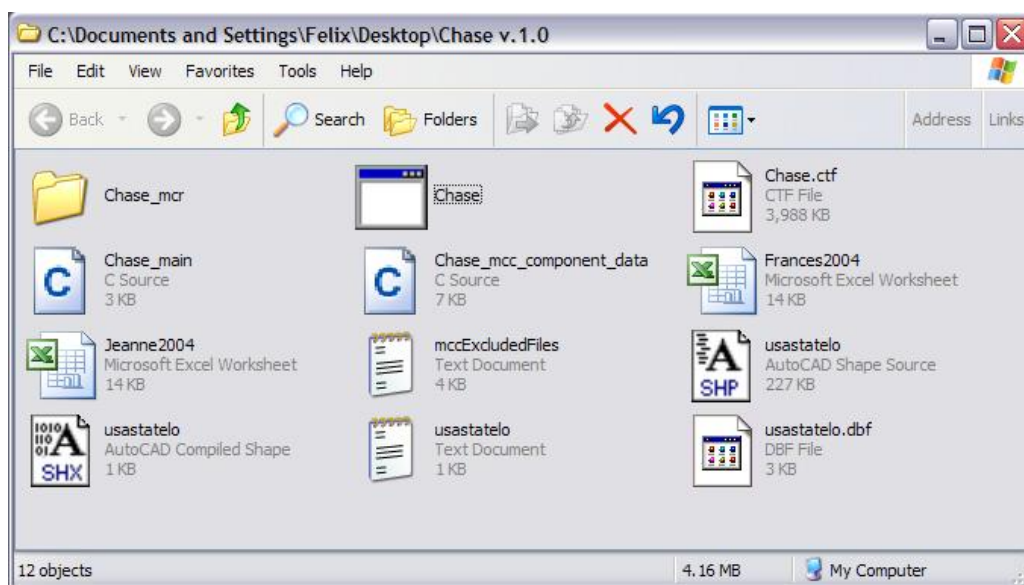 C:\Documents and Settings\Felix\Desktop\Chase v.1.0
File Edit View Favorites Tools Help
Back Search Folders Address Links
Chase_mcr
Chase
Chase.ctf
CTF File
3,988 KB
Chase_main
C Source
3 KB
Chase_mcc_component_data
C Source
7 KB
Frances2004
Microsoft Excel Worksheet
14 KB
Jeanne2004
Microsoft Excel Worksheet
14 KB
mccExcludedFiles
Text Document
4 KB
usastatelo
AutoCAD Shape Source
227 KB
usastatelo
AutoCAD Compiled Shape
1 KB
usastatelo
Text Document
1 KB
usastatelo.dbf
DBF File
3 KB
C
C
A
SHP
1010
110
01
A
SHX
12 objects 4.16 MB My Computer